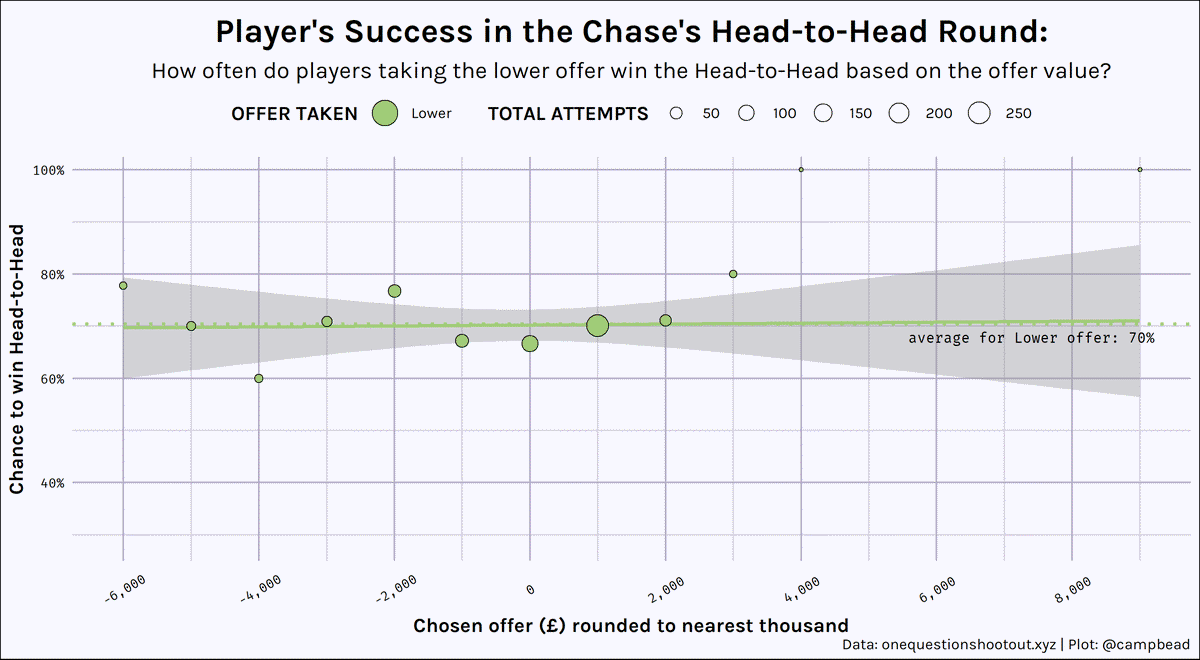 Player's Success in the Chase's Head-to-Head Round:
How often do players taking the lower offer win the Head-to-Head based on the offer value?
OFFER TAKEN Lower TOTAL ATTEMPTS 50 100 150 200 250
100%
80%
60%
40%
Chance to win Head-to-Head
average for Lower offer: 70%
-6,000 -4,000 -2,000 0 2,000 4,000 6,000 8,000
Chosen offer (£) rounded to nearest thousand
Data: onequestionshootout.xyz | Plot: @campbead